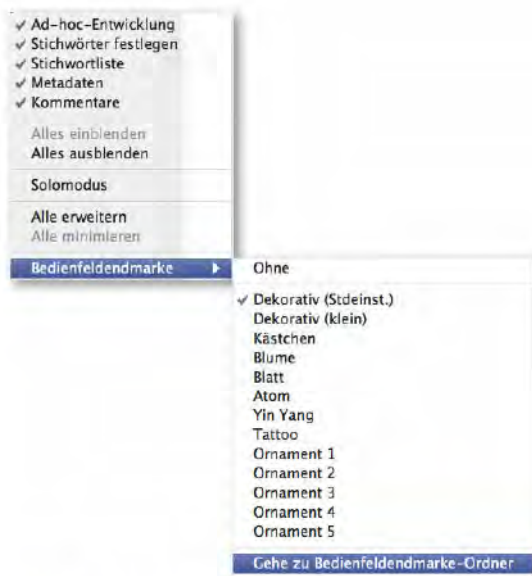 Ad-hoc-Entwicklung
Stichwörter festlegen
Stichwortliste
Metadaten
Kommentare
Alles einblenden
Alles ausblenden
Solomodus
Alle erweitern
Alle minimieren
Bedienfeldendmarke
Ohne
Dekorativ (Stdeinst.)
Dekorativ (klein)
Kästchen
Blume
Blatt
Atom
Yin Yang
Tattoo
Ornament 1
Ornament 2
Ornament 3
Ornament 4
Ornament 5
Gehe zu Bedienfeldendmarke-Ordner